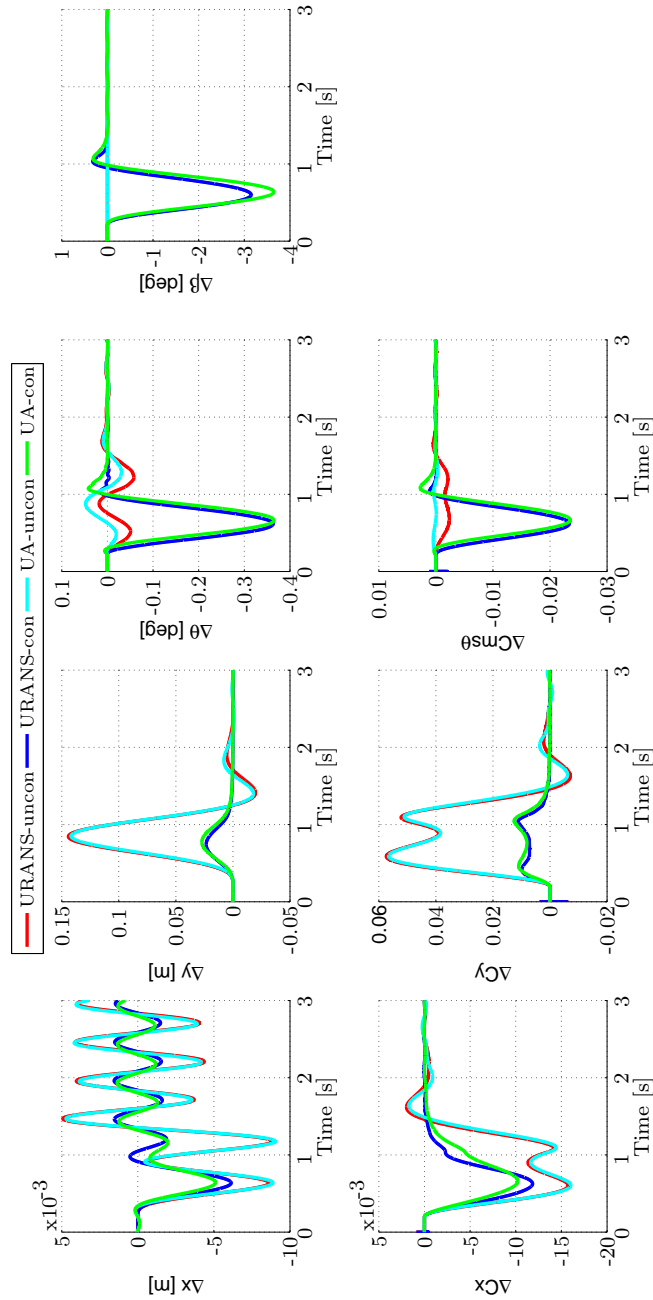 URANS-uncon URANS-con UA-uncon UA-con
x10⁻³
5
0
-5
-10
Δx [m]
0 1 2 3
Time [s]
0.15
0.1
0.05
0
-0.05
Δy [m]
0 1 2 3
Time [s]
0.1
0
-0.1
-0.2
-0.3
-0.4
Δθ [deg]
0 1 2 3
Time [s]
1
0
-1
-2
-3
-4
Δβ [deg]
0 1 2 3
Time [s]
x10⁻³
5
0
-5
-10
-15
-20
ΔCx
0 1 2 3
Time [s]
0.06
0.04
0.02
0
-0.02
ΔCy
0 1 2 3
Time [s]
0.01
0
-0.01
-0.02
-0.03
ΔCmsθ
0 1 2 3
Time [s]